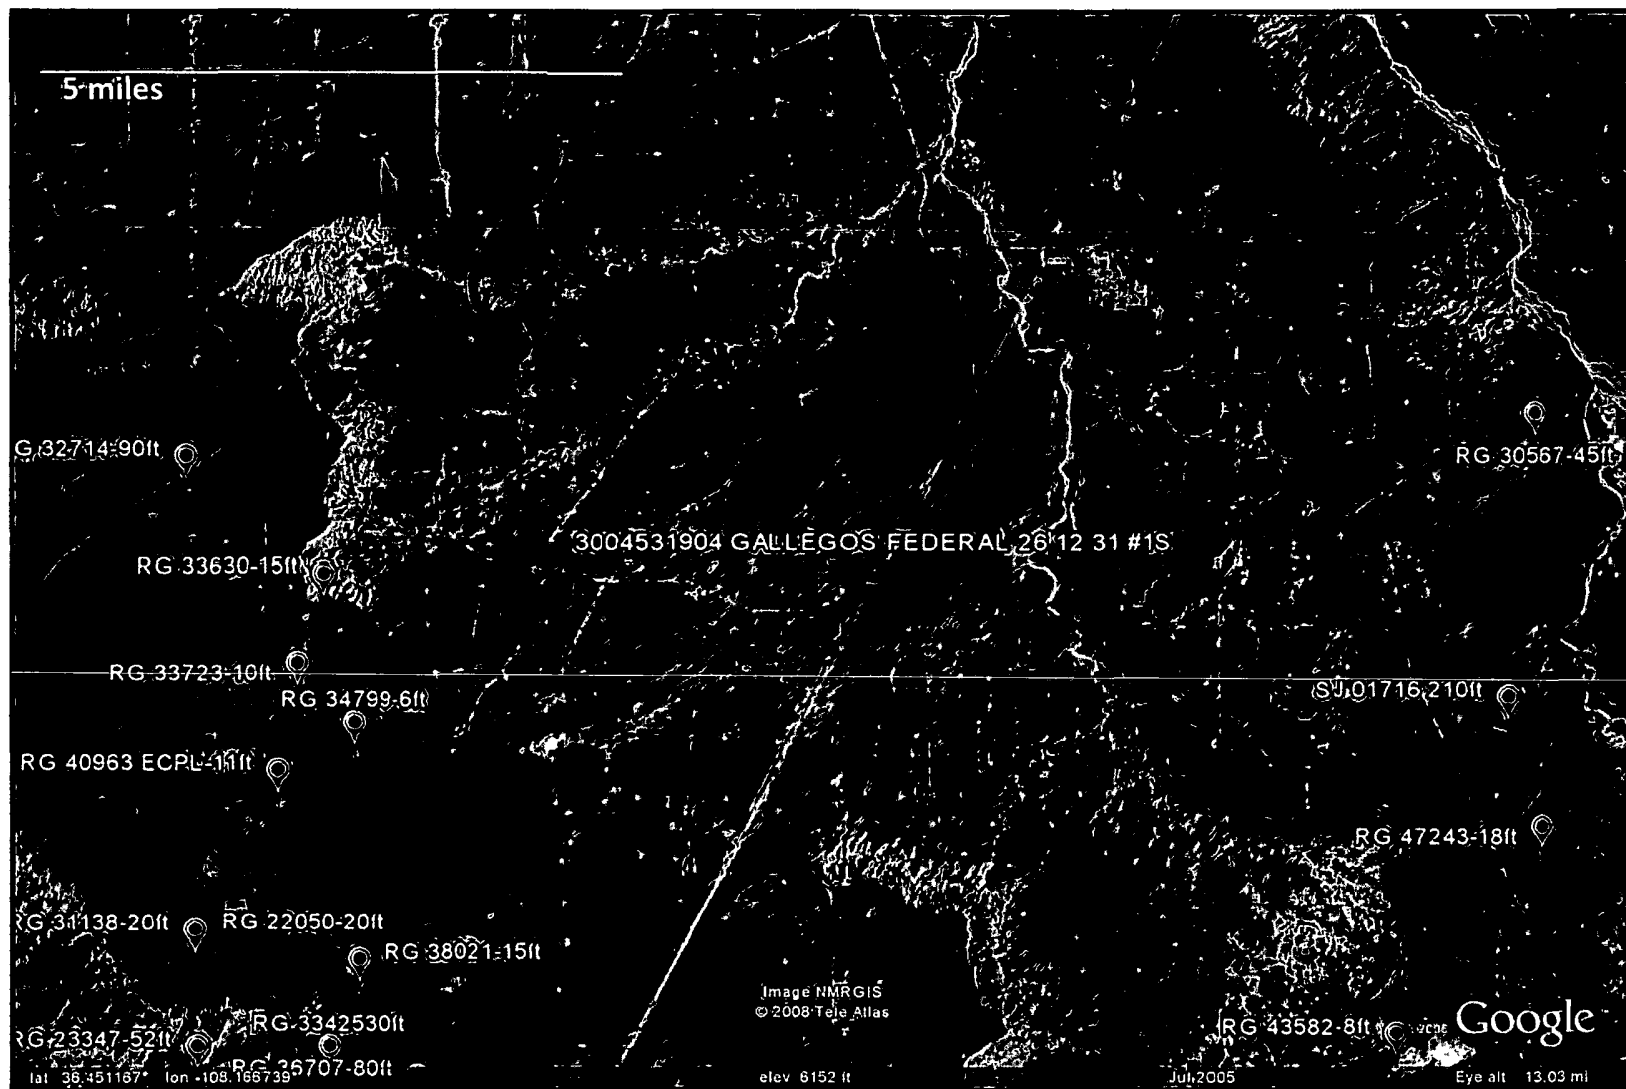 5 miles
G 32714-90ft
RG 30567-45ft
3004531904 GALLEGOS FEDERAL 26 12 31 #1S
RG 33630-15ft
RG 33723-10ft
RG 34799-6ft
SJ 01716 210ft
RG 40963 ECPL-11ft
RG 47243-18ft
RG 31138-20ft RG 22050-20ft
RG 38021-15ft
Image NMRGIS
© 2008 Tele Atlas
RG 3342530ft
RG 43582-8ft
Google
RG 23347-52ft
RG 36707-80ft
lat 36.451167° lon -108.166739° elev 6152 ft Jul 2005 Eye alt 13.03 mi